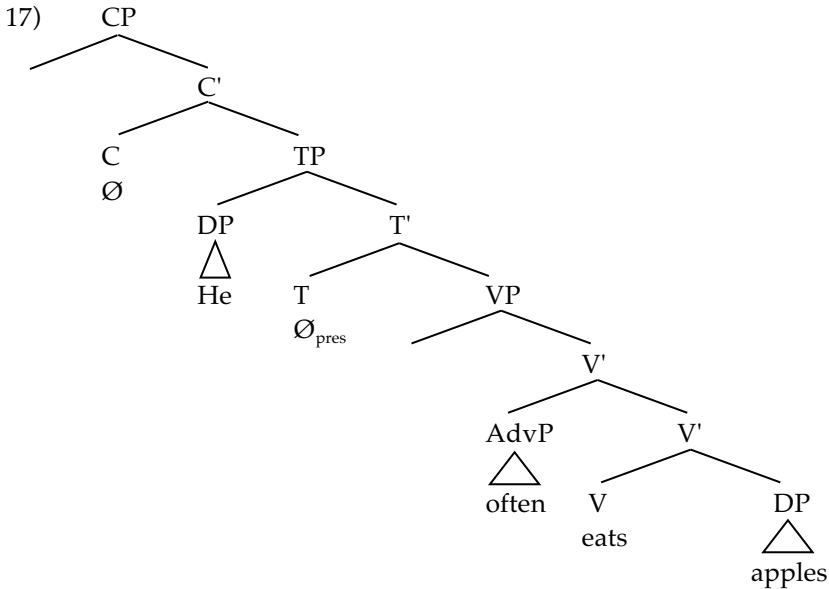 17) CP
C'
C TP
Ø
DP T'
He T VP
Øpres
V'
AdvP V'
often V DP
eats
apples